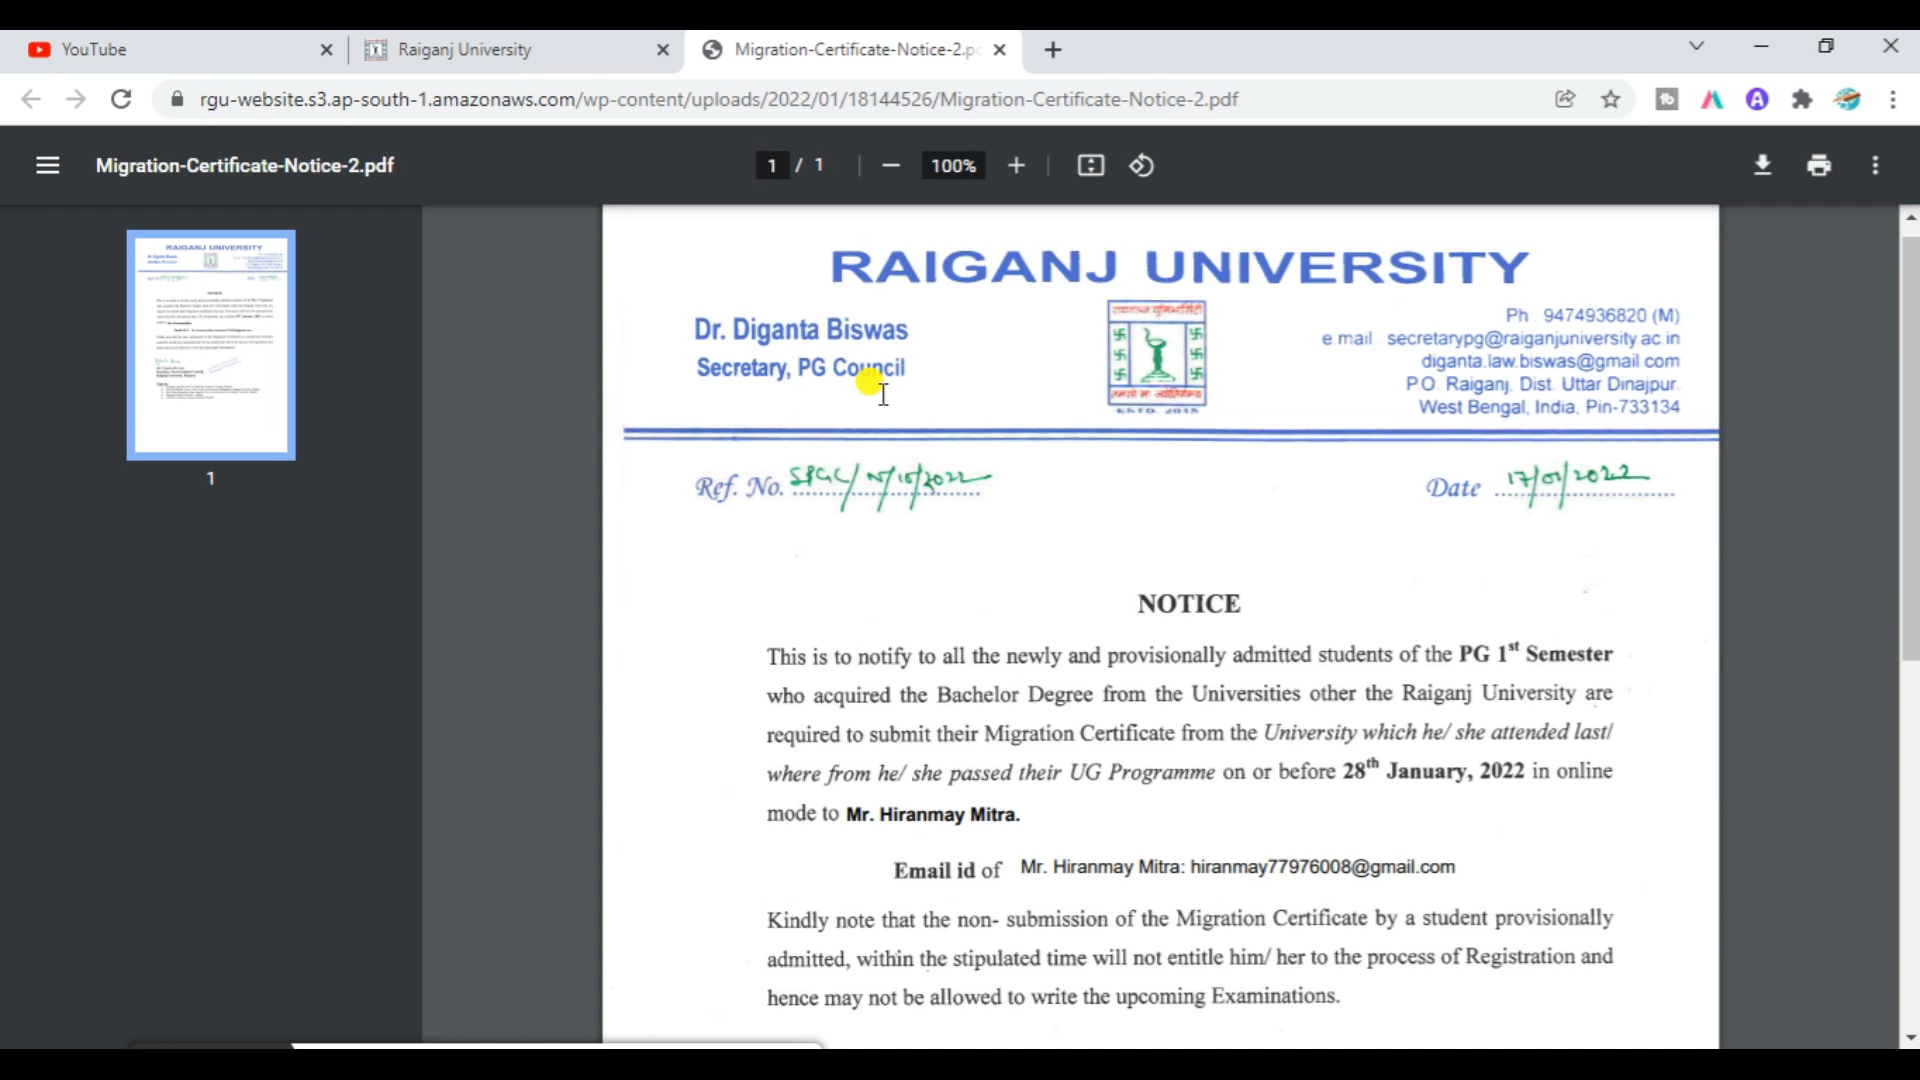 YouTube
Raiganj University
Migration-Certificate-Notice-2.p
rgu-website.s3.ap-south-1.amazonaws.com/wp-content/uploads/2022/01/18144526/Migration-Certificate-Notice-2.pdf
Migration-Certificate-Notice-2.pdf
1 / 1
100%
1
RAIGANJ UNIVERSITY
Dr. Diganta Biswas
Secretary, PG Council
ESTD. 2015
Ph . 9474936820 (M)
e mail secretarypg@raiganjuniversity.ac.in
diganta.law.biswas@gmail.com
P.O. Raiganj, Dist. Uttar Dinajpur
West Bengal, India, Pin-733134
Ref. No.
Date 17/01/2022
NOTICE
This is to notify to all the newly and provisionally admitted students of the PG 1st Semester
who acquired the Bachelor Degree from the Universities other the Raiganj University are
required to submit their Migration Certificate from the University which he/ she attended last/
where from he/ she passed their UG Programme on or before 28th January, 2022 in online
mode to Mr. Hiranmay Mitra.
Email id of Mr. Hiranmay Mitra: hiranmay77976008@gmail.com
Kindly note that the non- submission of the Migration Certificate by a student provisionally
admitted, within the stipulated time will not entitle him/ her to the process of Registration and
hence may not be allowed to write the upcoming Examinations.